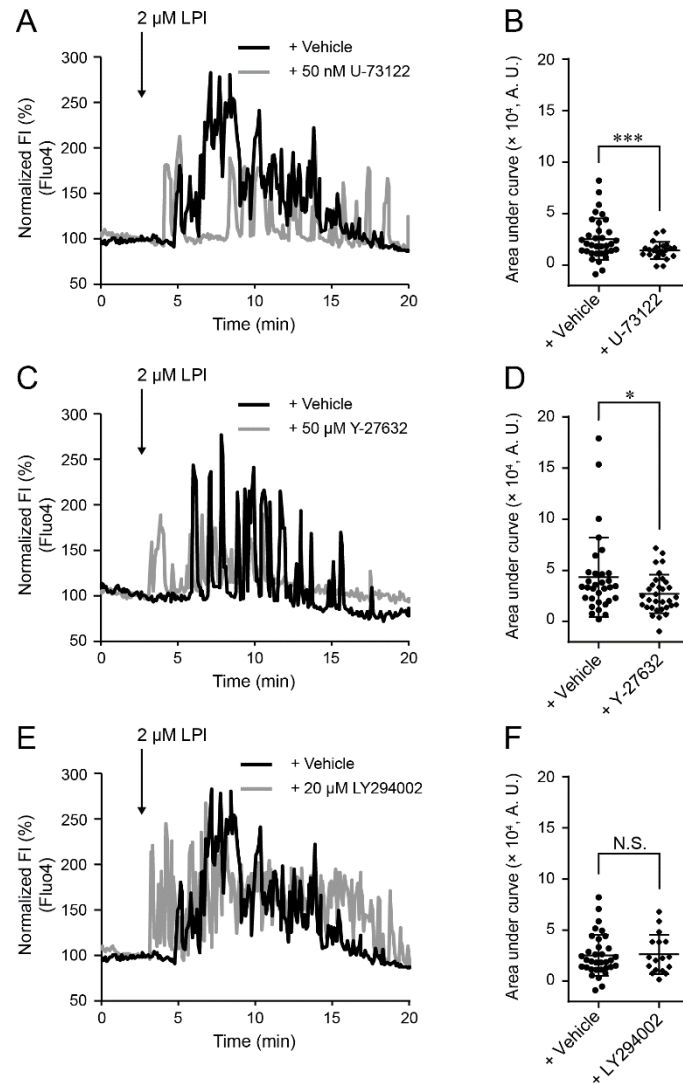 A
2 µM LPI
+ Vehicle
+ 50 nM U-73122
Normalized FI (%)
(Fluo4)
300
250
200
150
100
50
0
5
10
15
20
Time (min)
B
Area under curve (× 10⁴, A. U.)
20
15
10
5
0
***
+ Vehicle
+ U-73122
C
2 µM LPI
+ Vehicle
+ 50 µM Y-27632
Normalized FI (%)
(Fluo4)
300
250
200
150
100
50
0
5
10
15
20
Time (min)
D
Area under curve (× 10⁴, A. U.)
20
15
10
5
0
*
+ Vehicle
+ Y-27632
E
2 µM LPI
+ Vehicle
+ 20 µM LY294002
Normalized FI (%)
(Fluo4)
300
250
200
150
100
50
0
5
10
15
20
Time (min)
F
Area under curve (× 10⁴, A. U.)
20
15
10
5
0
N.S.
+ Vehicle
+ LY294002